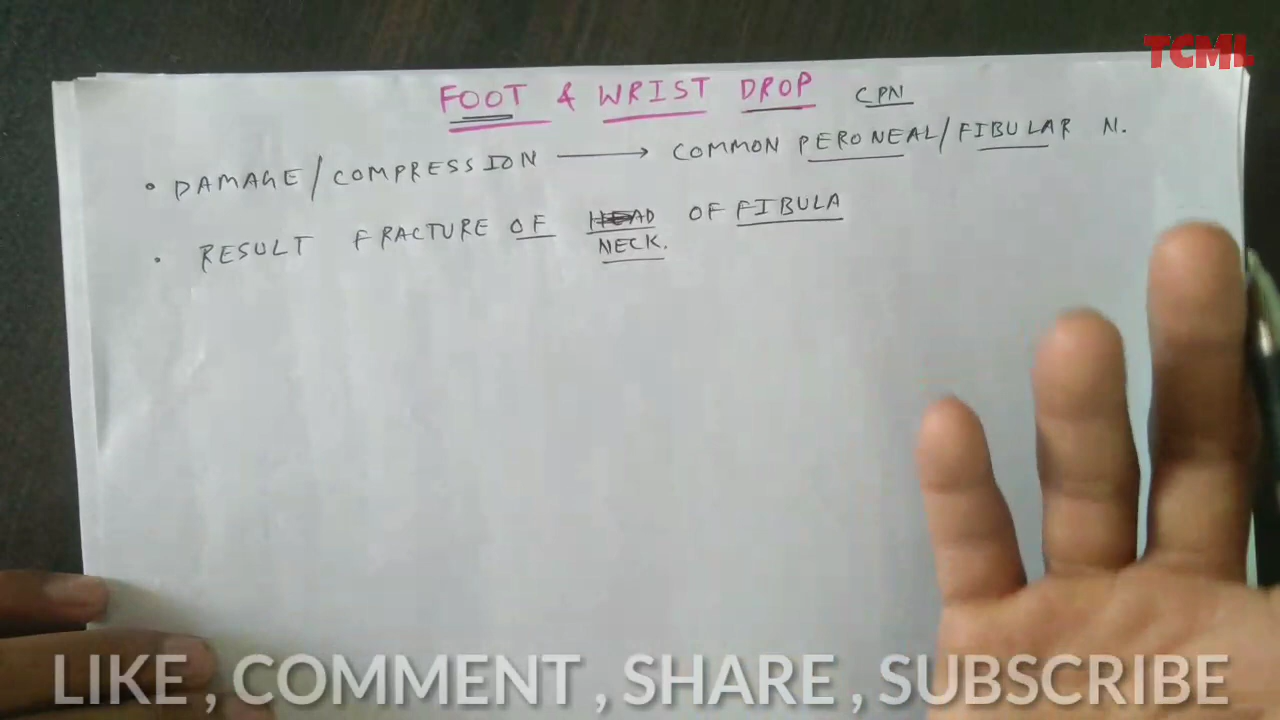 TCML
FOOT & WRIST DROP CPN
• DAMAGE/COMPRESSION → COMMON PERONEAL/FIBULAR N.
• RESULT FRACTURE OF HEAD OF FIBULA
NECK.
LIKE , COMMENT , SHARE , SUBSCRIBE